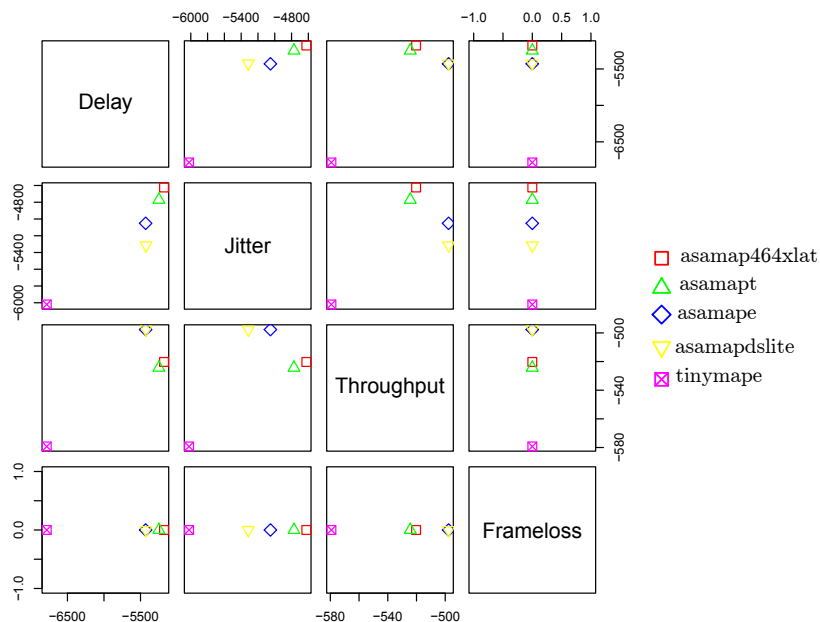 −6000 −5400 −4800
−1.0 0.0 0.5 1.0
Delay
−6500 −5500
−6000 −5400 −4800
Jitter
asamap464xlat
asamapt
asamape
asamapdslite
tinymape
Throughput
−580 −540 −500
−1.0 0.0 1.0
Frameloss
−6500 −5500
−580 −540 −500